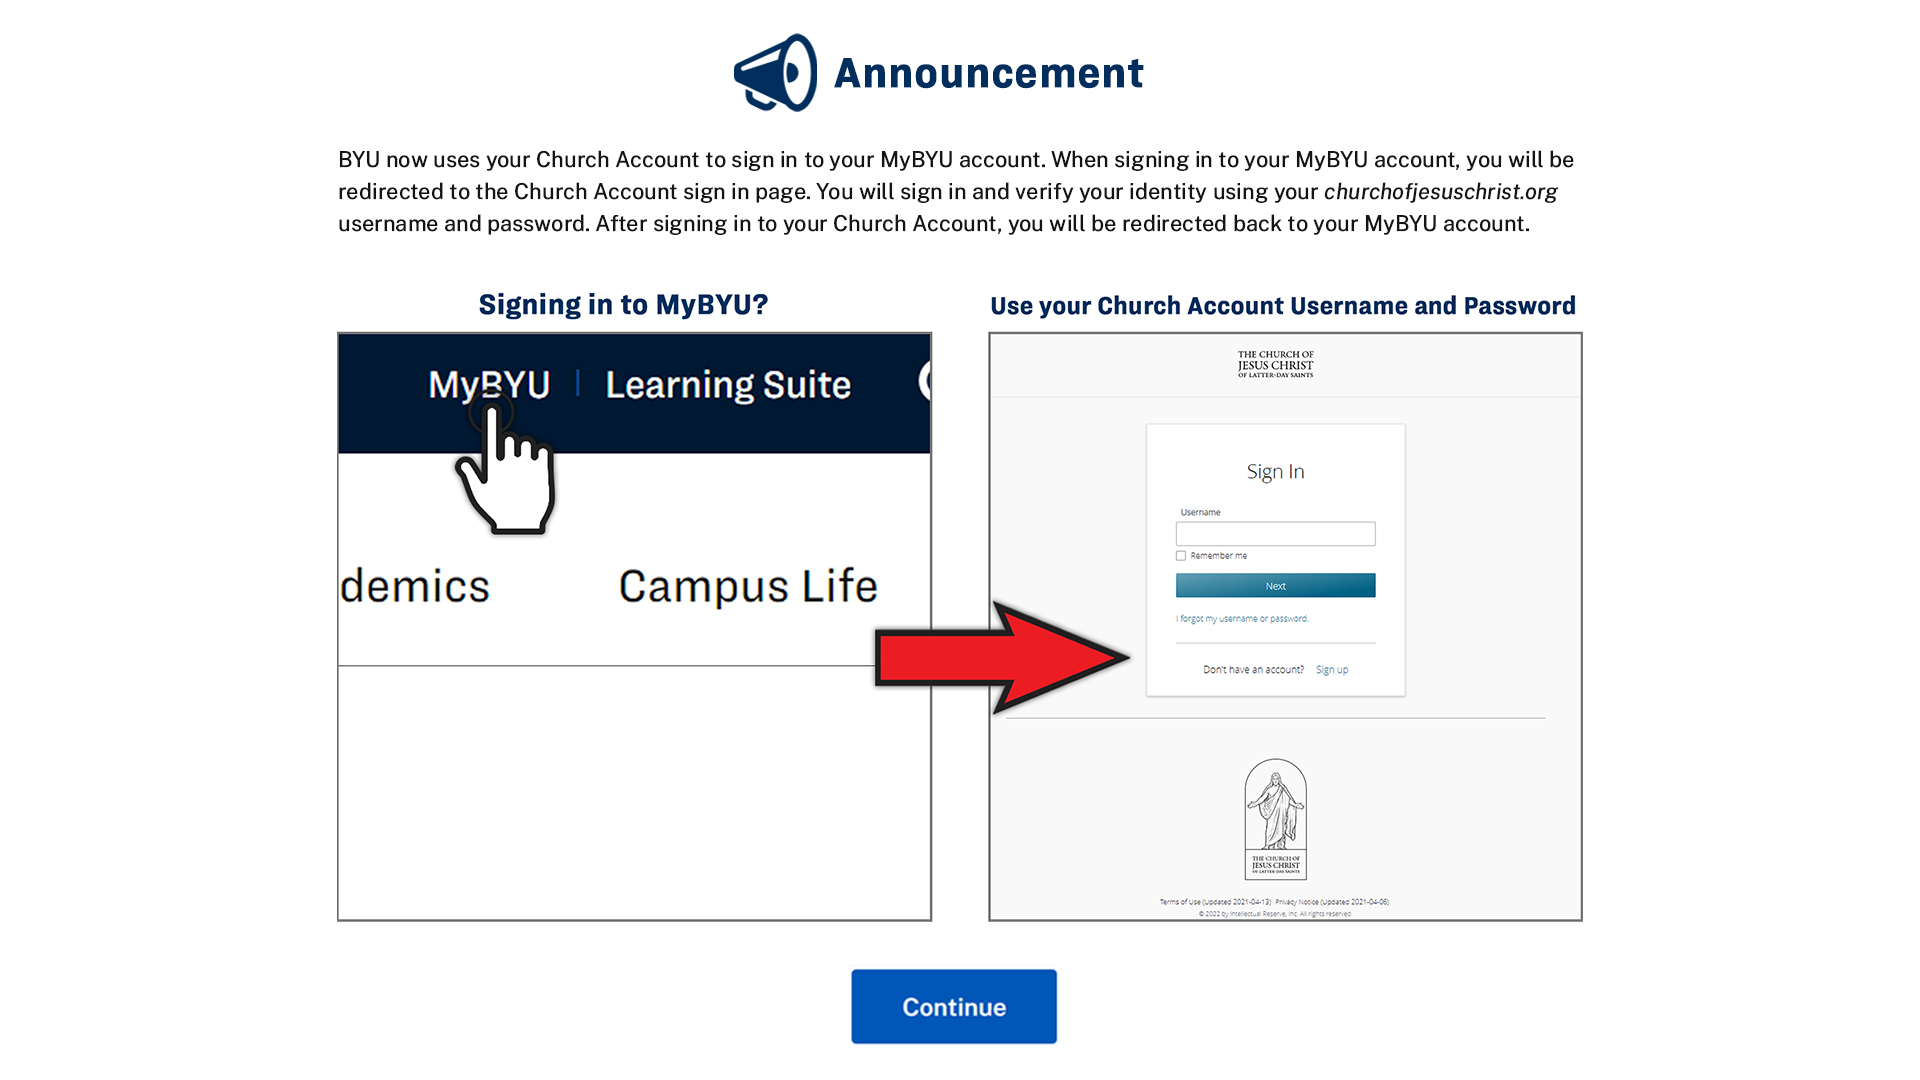 Announcement
BYU now uses your Church Account to sign in to your MyBYU account. When signing in to your MyBYU account, you will be
redirected to the Church Account sign in page. You will sign in and verify your identity using your churchofjesuschrist.org
username and password. After signing in to your Church Account, you will be redirected back to your MyBYU account.
Signing in to MyBYU?
MyBYU | Learning Suite
demics Campus Life
Use your Church Account Username and Password
THE CHURCH OF
JESUS CHRIST
OF LATTER-DAY SAINTS
Sign In
Username
Remember me
Next
I forgot my username or password.
Don't have an account? Sign up
THE CHURCH OF
JESUS CHRIST
OF LATTER-DAY SAINTS
Terms of Use (Updated 2021-04-13) Privacy Notice (Updated 2021-04-06)
© 2022 by Intellectual Reserve, Inc. All rights reserved.
Continue